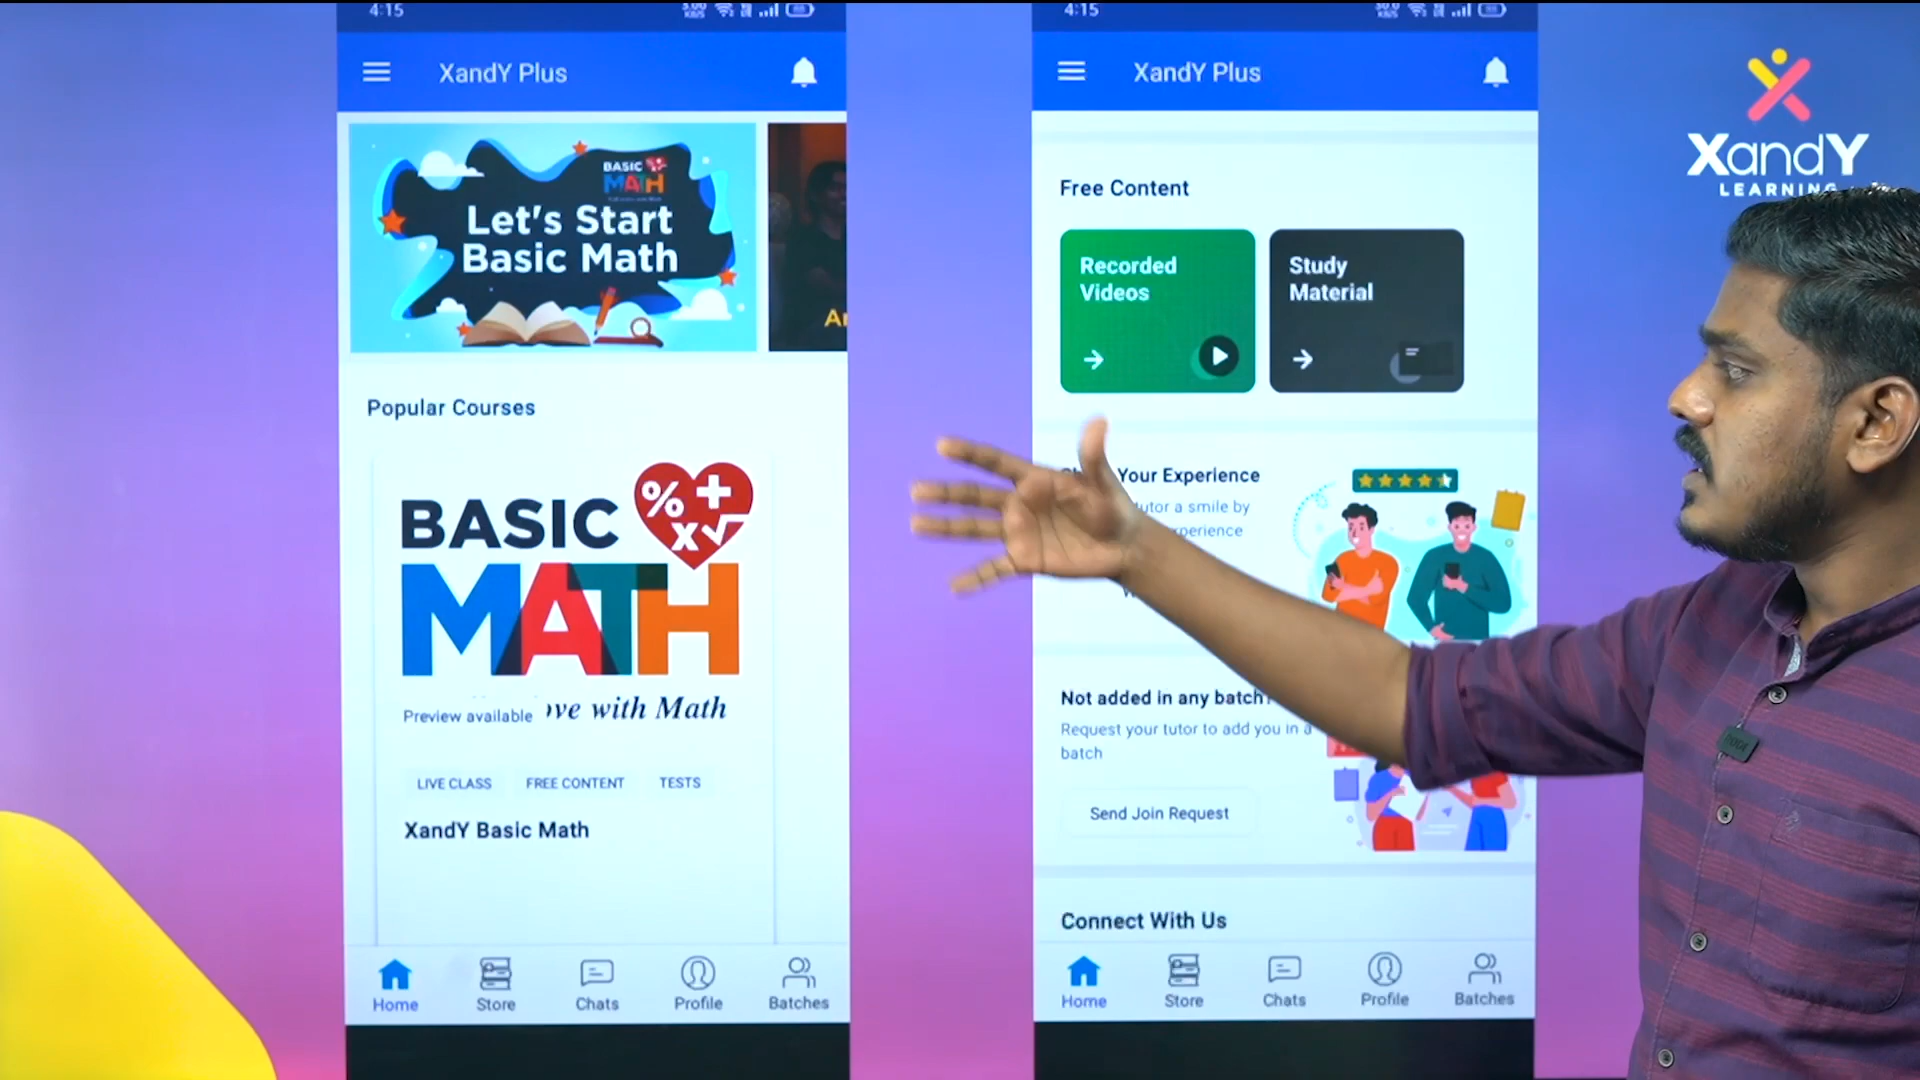 4:15
XandY Plus
BASIC
MATH
Let's Start
Basic Math
Popular Courses
BASIC
% + x √
MATH
Preview available
with Math
LIVE CLASS
FREE CONTENT
TESTS
XandY Basic Math
Home
Store
Chats
Profile
Batches
4:15
XandY Plus
Free Content
Recorded
Videos
Study
Material
Your Experience
a smile by
Not added in any batch
Request your tutor to add you in a
batch
Send Join Request
Connect With Us
Home
Store
Chats
Profile
Batches
XandY
LEARNING